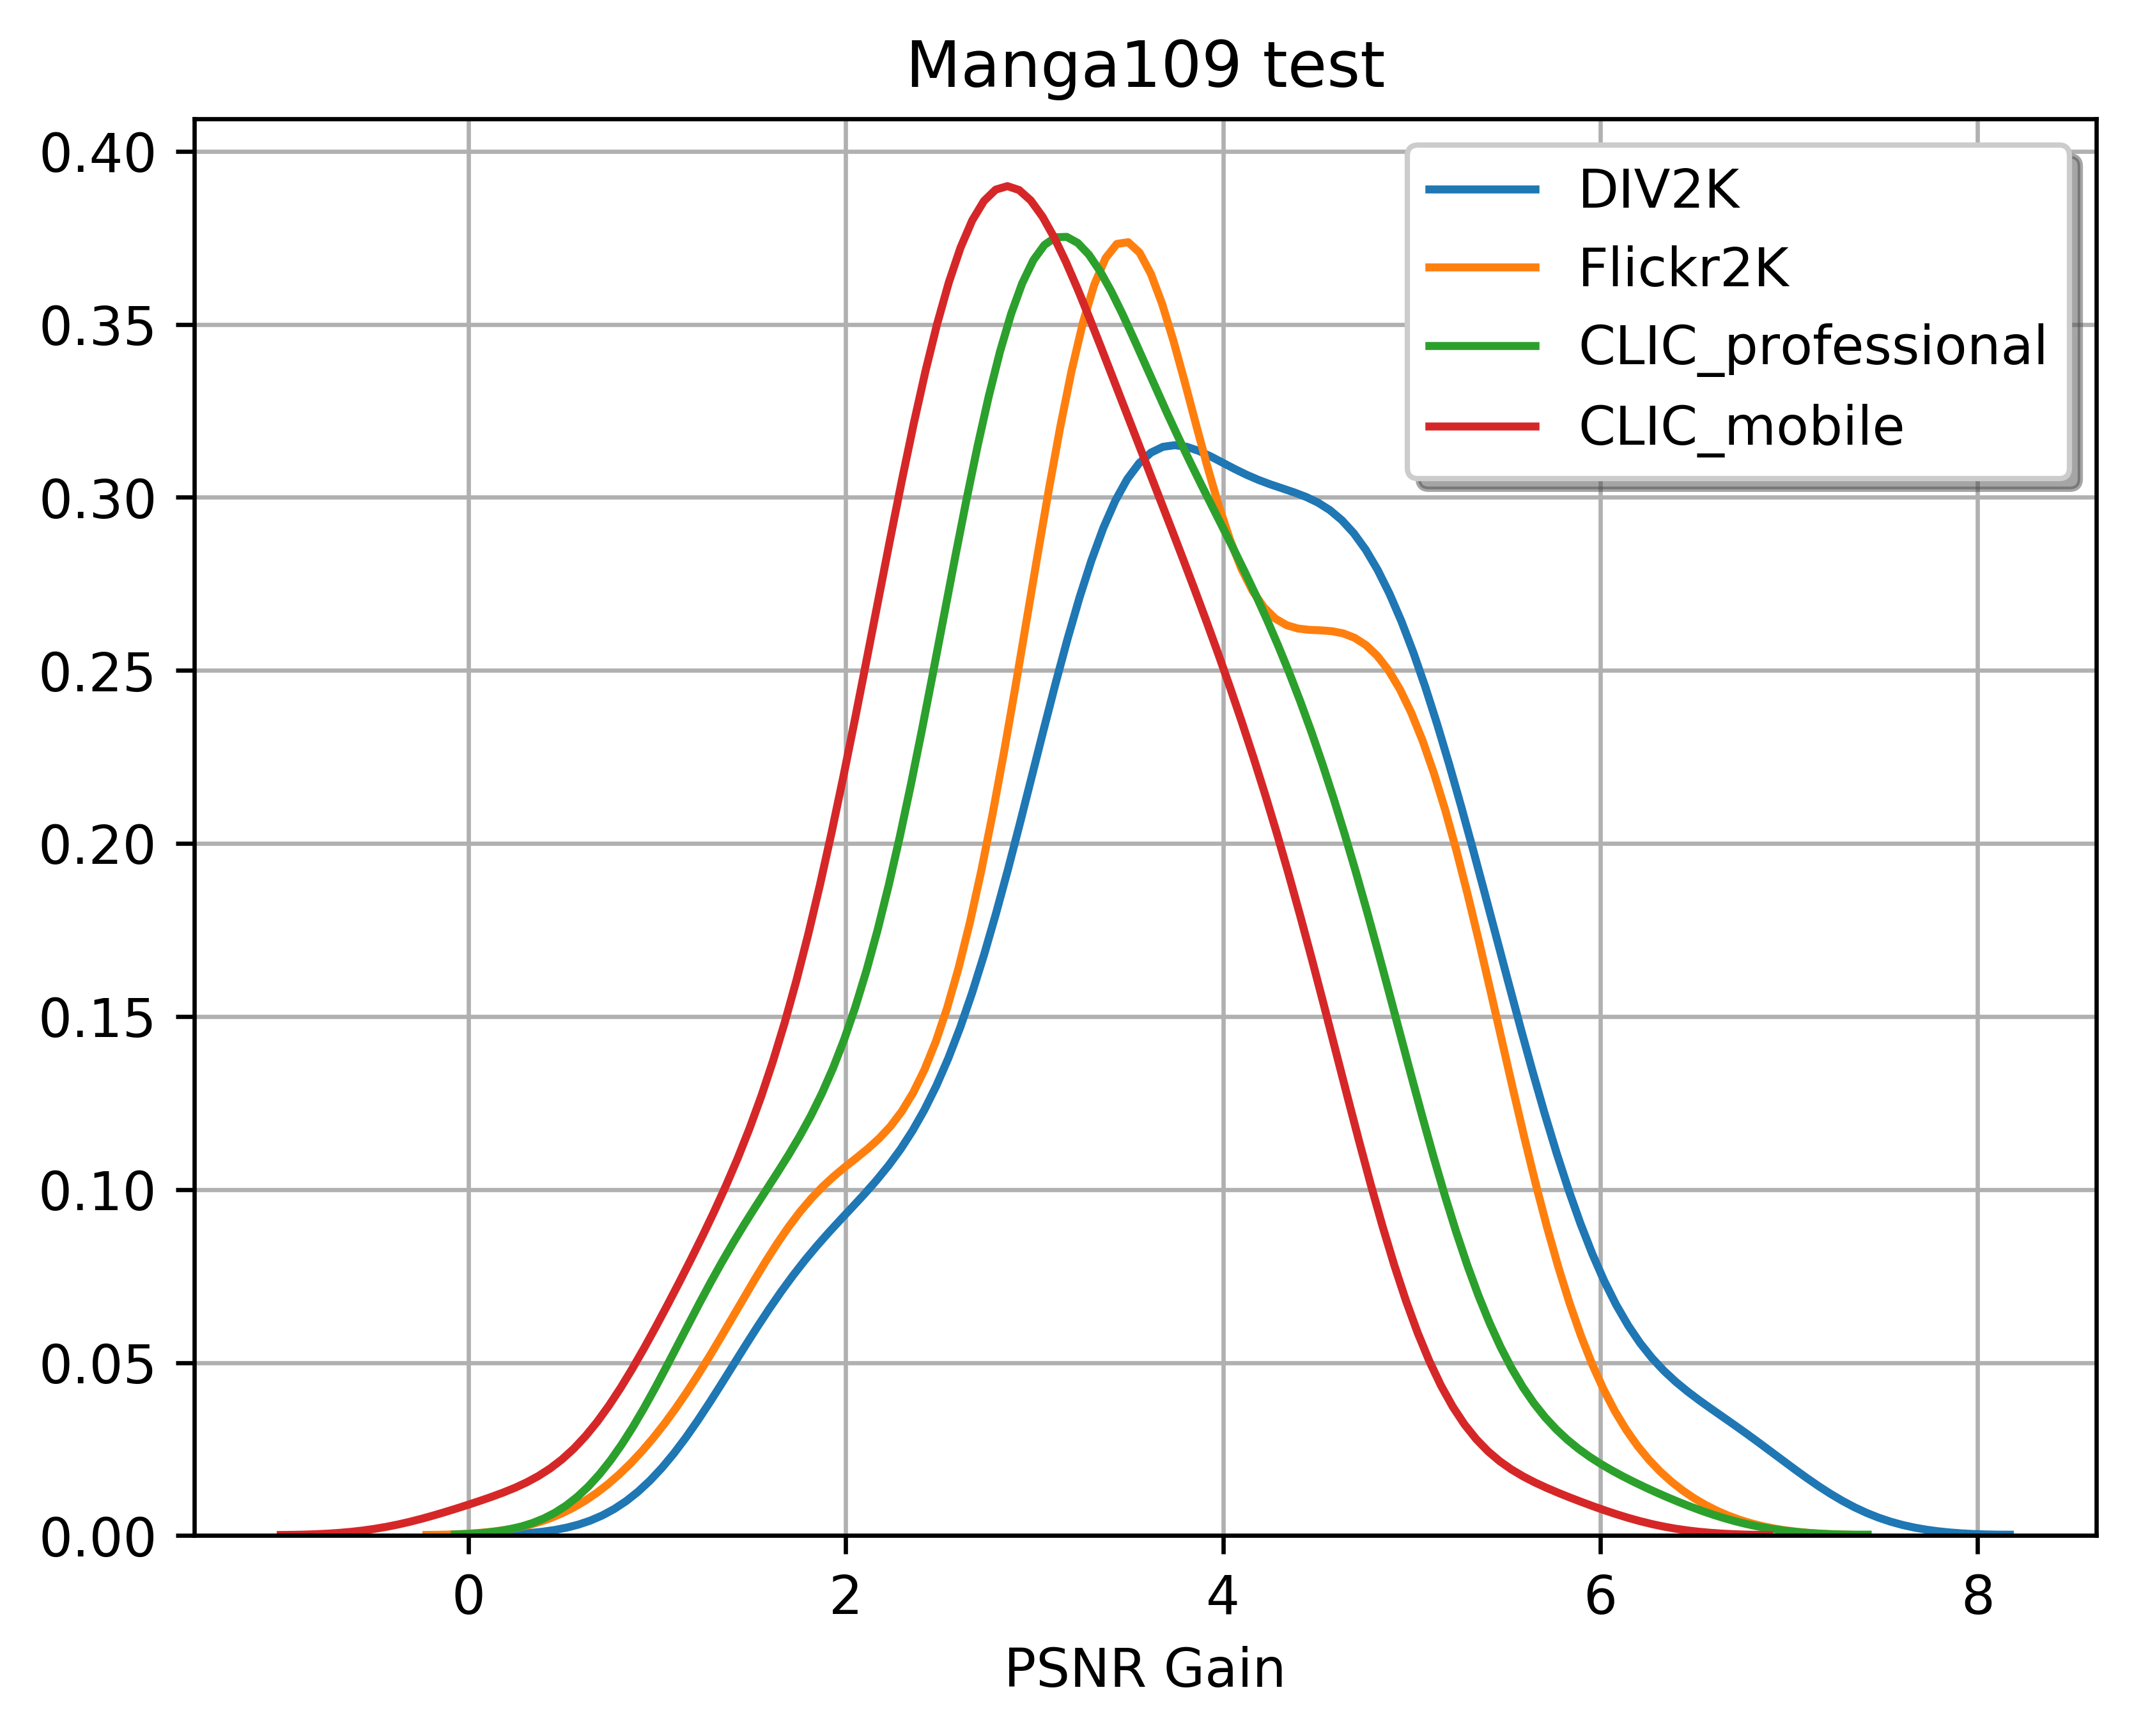 Manga109 test
0.40
0.35
0.30
0.25
0.20
0.15
0.10
0.05
0.00
DIV2K
Flickr2K
CLIC_professional
CLIC_mobile
0 2 4 6 8
PSNR Gain